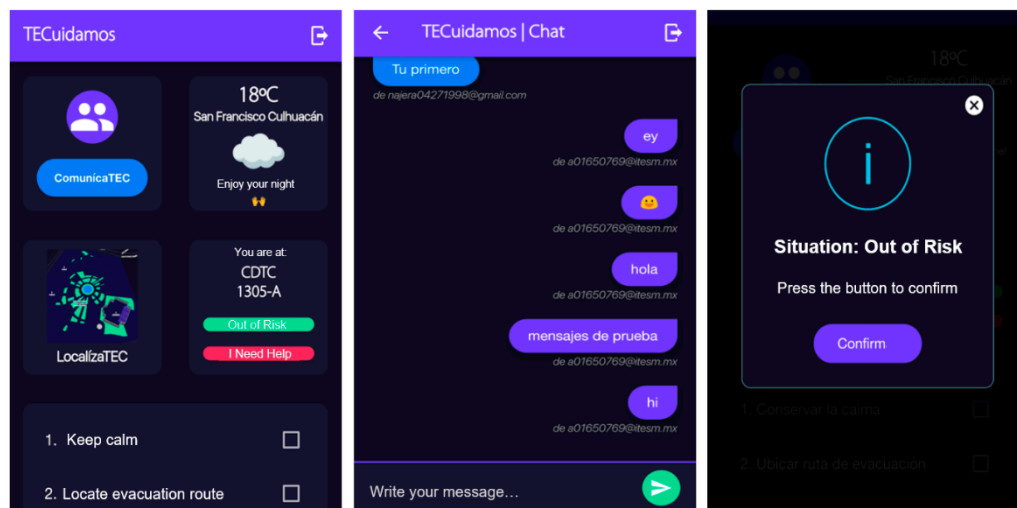 TECuidamos
ComunícaTEC
18ºC
San Francisco Culhuacán
Enjoy your night
LocalízaTEC
You are at:
CDTC
1305-A
Out of Risk
I Need Help
1. Keep calm
2. Locate evacuation route
TECuidamos | Chat
Tu primero
de najera04271998@gmail.com
ey
de a01650769@itesm.mx
de a01650769@itesm.mx
hola
de a01650769@itesm.mx
mensajes de prueba
de a01650769@itesm.mx
hi
de a01650769@itesm.mx
Write your message...
18ºC
San Francisco Culhuacán
i
Situation: Out of Risk
Press the button to confirm
Confirm
1. Conservar la calma
2. Ubicar ruta de evacuación